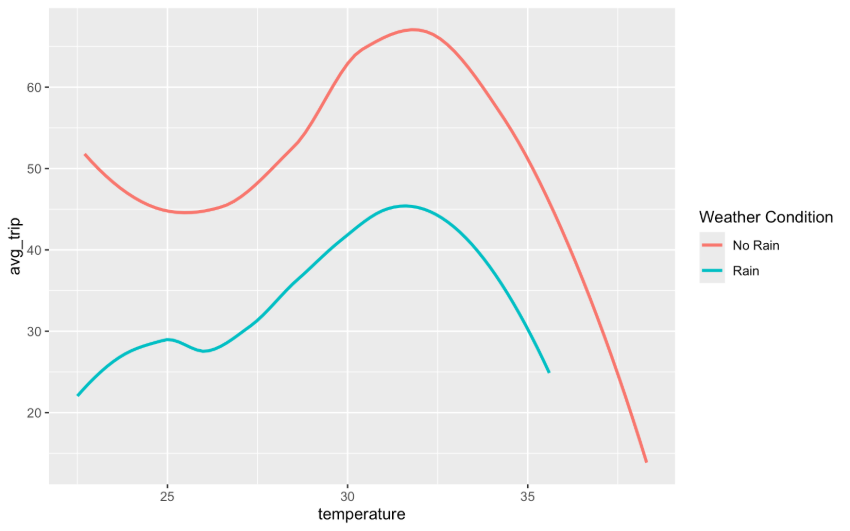 60
50
40
30
20
avg_trip
25 30 35
temperature
Weather Condition
No Rain
Rain